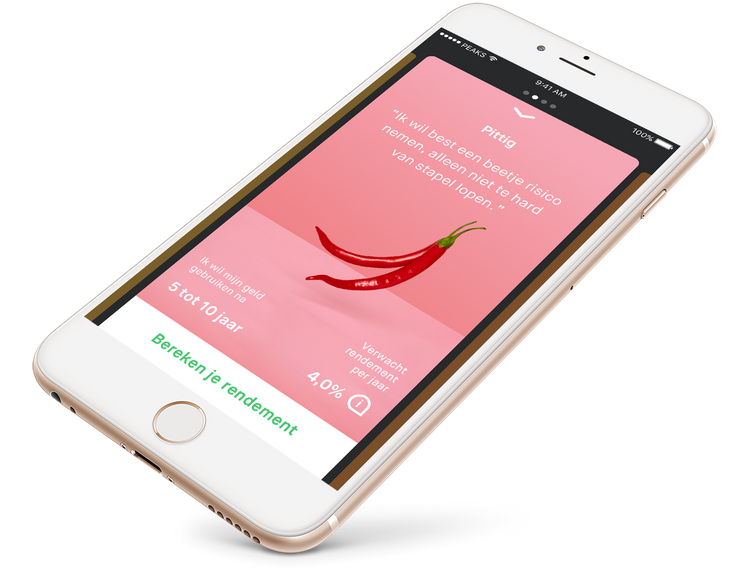 PEAKS
9:41 AM
100%
Pittig
“Ik wil best een beetje risico
nemen, alleen niet te hard
van stapel lopen. ”
Ik wil mijn geld
gebruiken na
5 tot 10 jaar
Verwacht
rendement
per jaar
4,0% i
Bereken je rendement